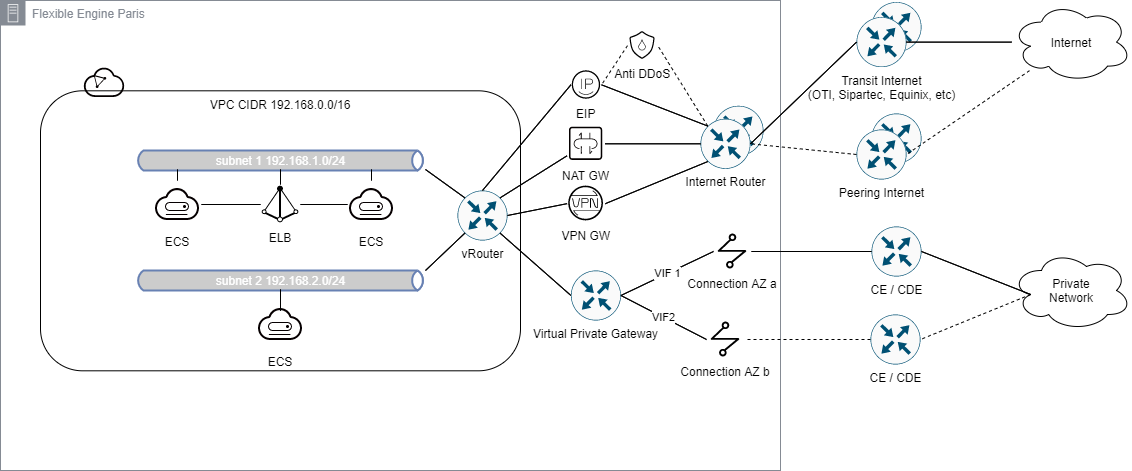 Flexible Engine Paris
VPC CIDR 192.168.0.0/16
subnet 1 192.168.1.0/24
ECS
ELB
ECS
subnet 2 192.168.2.0/24
ECS
vRouter
Anti DDoS
IP
EIP
NAT GW
VPN
VPN GW
Internet Router
Transit Internet
(OTI, Sipartec, Equinix, etc)
Internet
Peering Internet
Virtual Private Gateway
VIF 1
VIF2
Connection AZ a
Connection AZ b
CE / CDE
CE / CDE
Private
Network